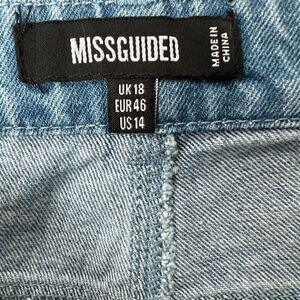 MISSGUIDED
MADE IN
CHINA
UK 18
EUR 46
US 14